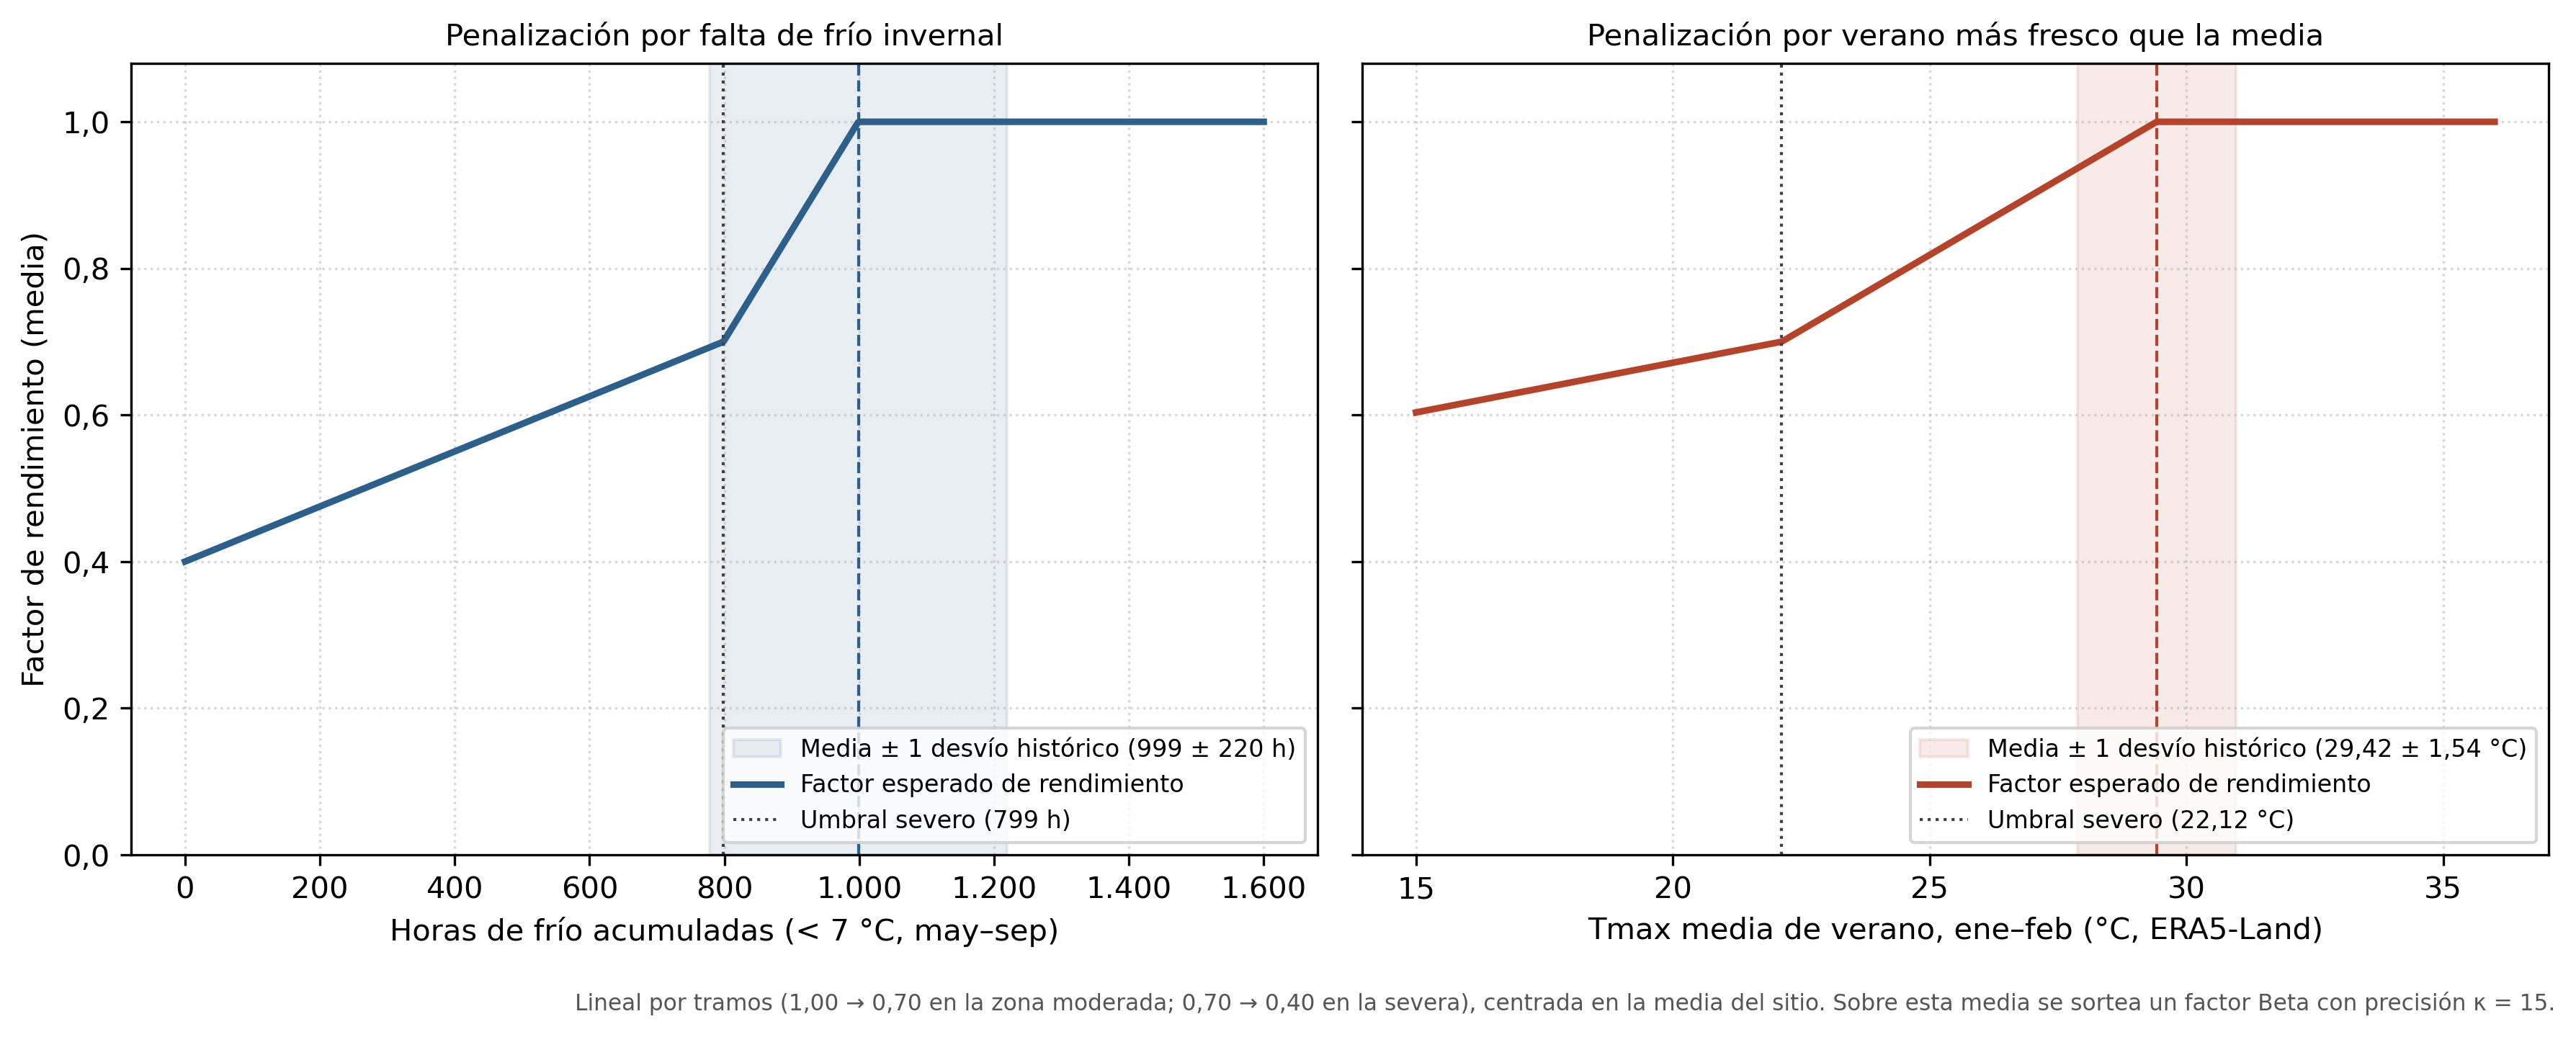 Penalización por falta de frío invernal
Factor de rendimiento (media)
1,0
0,8
0,6
0,4
0,2
0,0
0 200 400 600 800 1.000 1.200 1.400 1.600
Horas de frío acumuladas (< 7 °C, may–sep)
Media ± 1 desvío histórico (999 ± 220 h)
Factor esperado de rendimiento
Umbral severo (799 h)
Penalización por verano más fresco que la media
15 20 25 30 35
Tmax media de verano, ene–feb (°C, ERA5-Land)
Media ± 1 desvío histórico (29,42 ± 1,54 °C)
Factor esperado de rendimiento
Umbral severo (22,12 °C)
Lineal por tramos (1,00 → 0,70 en la zona moderada; 0,70 → 0,40 en la severa), centrada en la media del sitio. Sobre esta media se sortea un factor Beta con precisión κ = 15.